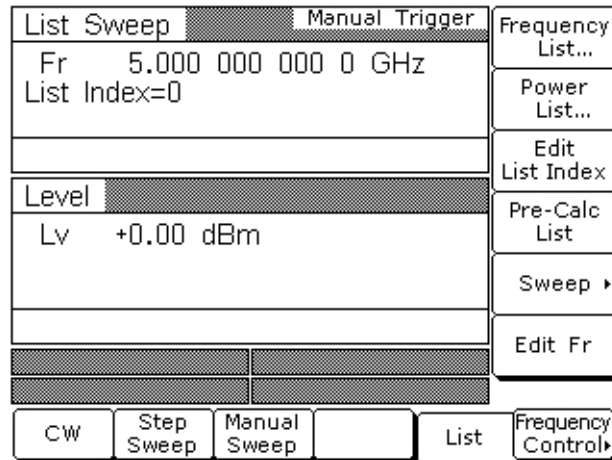 List Sweep
Manual Trigger
Fr 5.000 000 000 0 GHz
List Index=0
Level
Lv +0.00 dBm
Frequency
List...
Power
List...
Edit
List Index
Pre-Calc
List
Sweep
Edit Fr
CW
Step
Sweep
Manual
Sweep
List
Frequency
Control